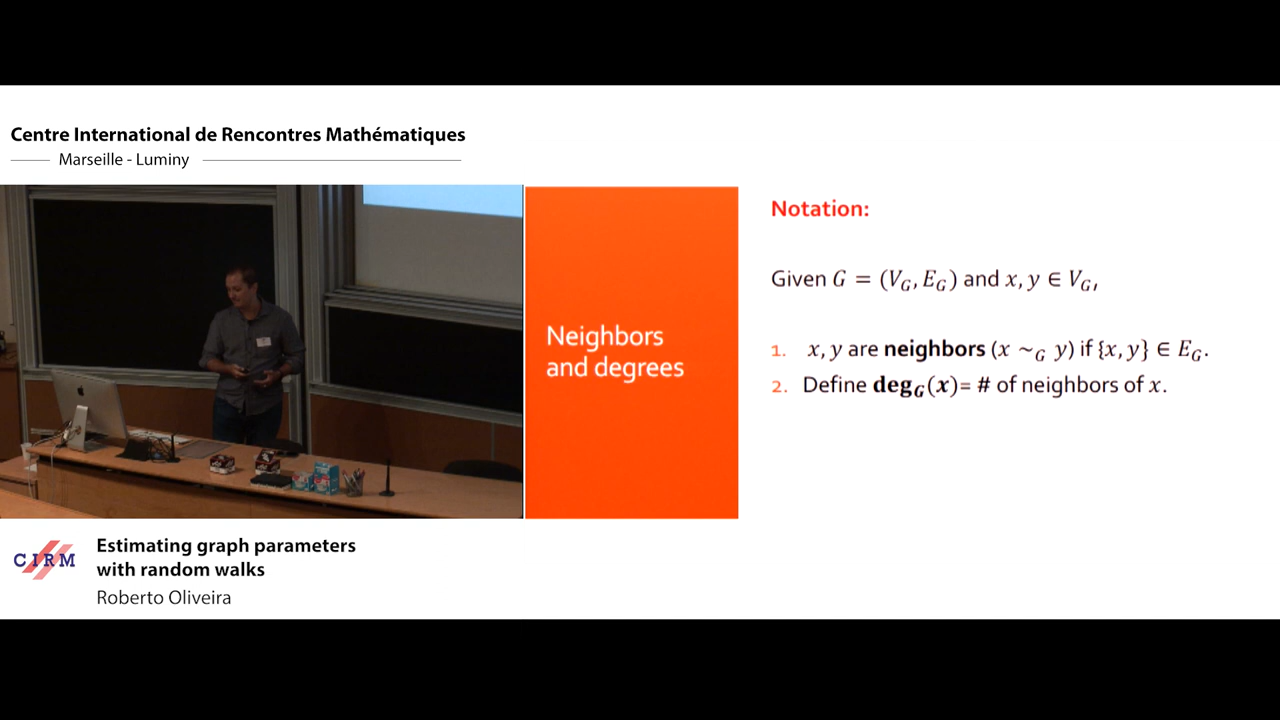 Centre International de Rencontres Mathématiques
Marseille - Luminy
Neighbors
and degrees
Notation:
Given G = (V_G, E_G) and x, y ∈ V_G,
1. x, y are neighbors (x ~_G y) if {x, y} ∈ E_G.
2. Define deg_G(x)= # of neighbors of x.
CIRM
Estimating graph parameters
with random walks
Roberto Oliveira